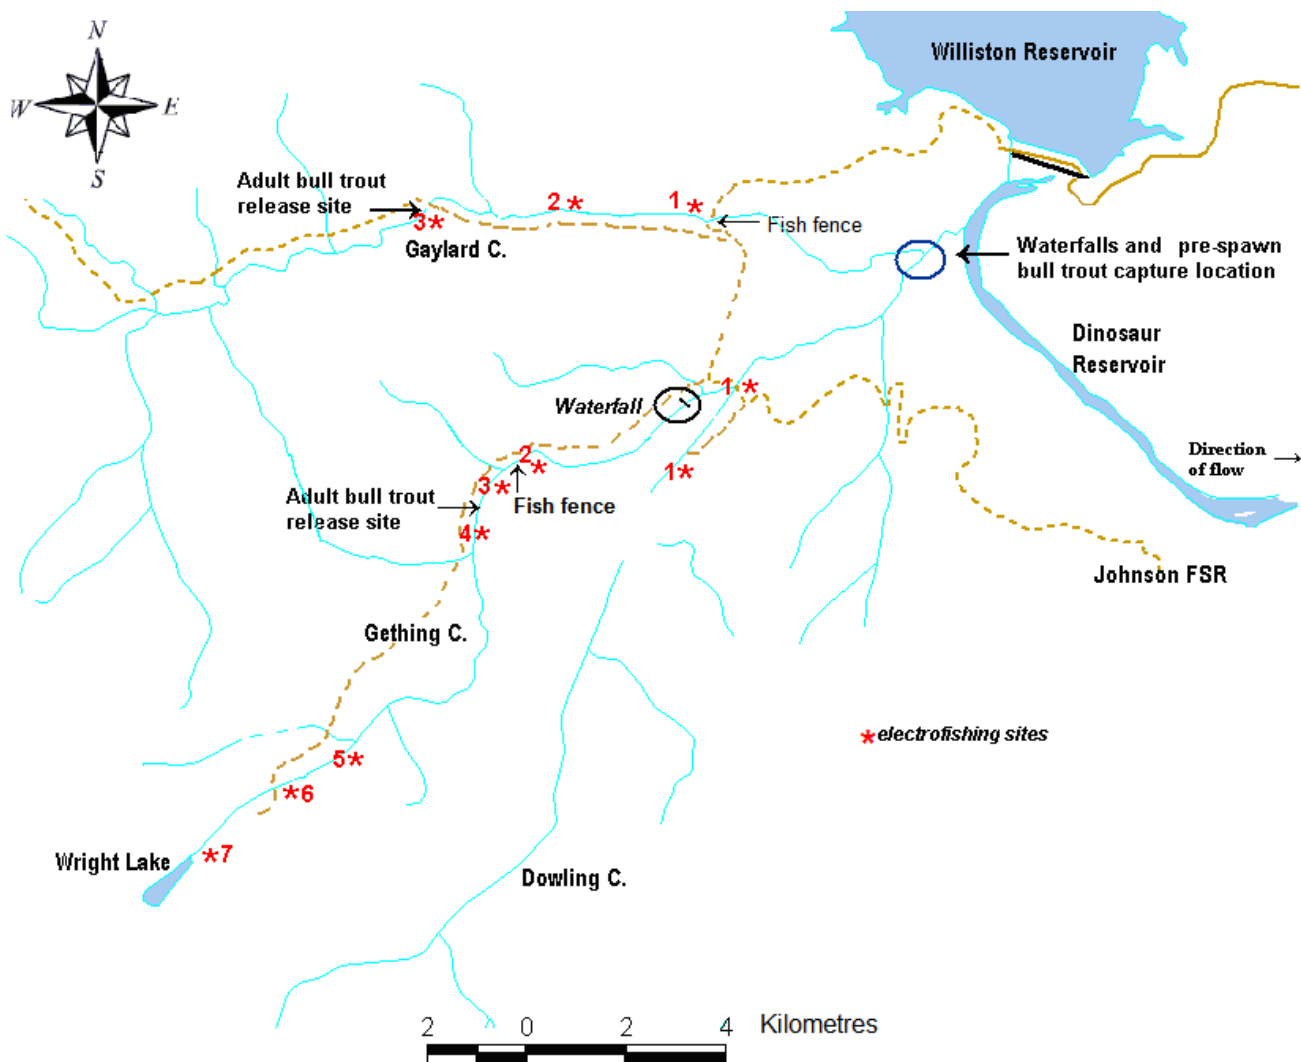 N
W
E
S
Williston Reservoir
Adult bull trout
release site
2*
1*
3*
Gaylard C.
Fish fence
Waterfalls and pre-spawn
bull trout capture location
Dinosaur
Reservoir
Waterfall
1*
2*
1*
3*
Fish fence
Adult bull trout
release site
4*
Direction
of flow
Johnson FSR
Gething C.
*electrofishing sites
5*
*6
*7
Wright Lake
Dowling C.
2 0 2 4 Kilometres